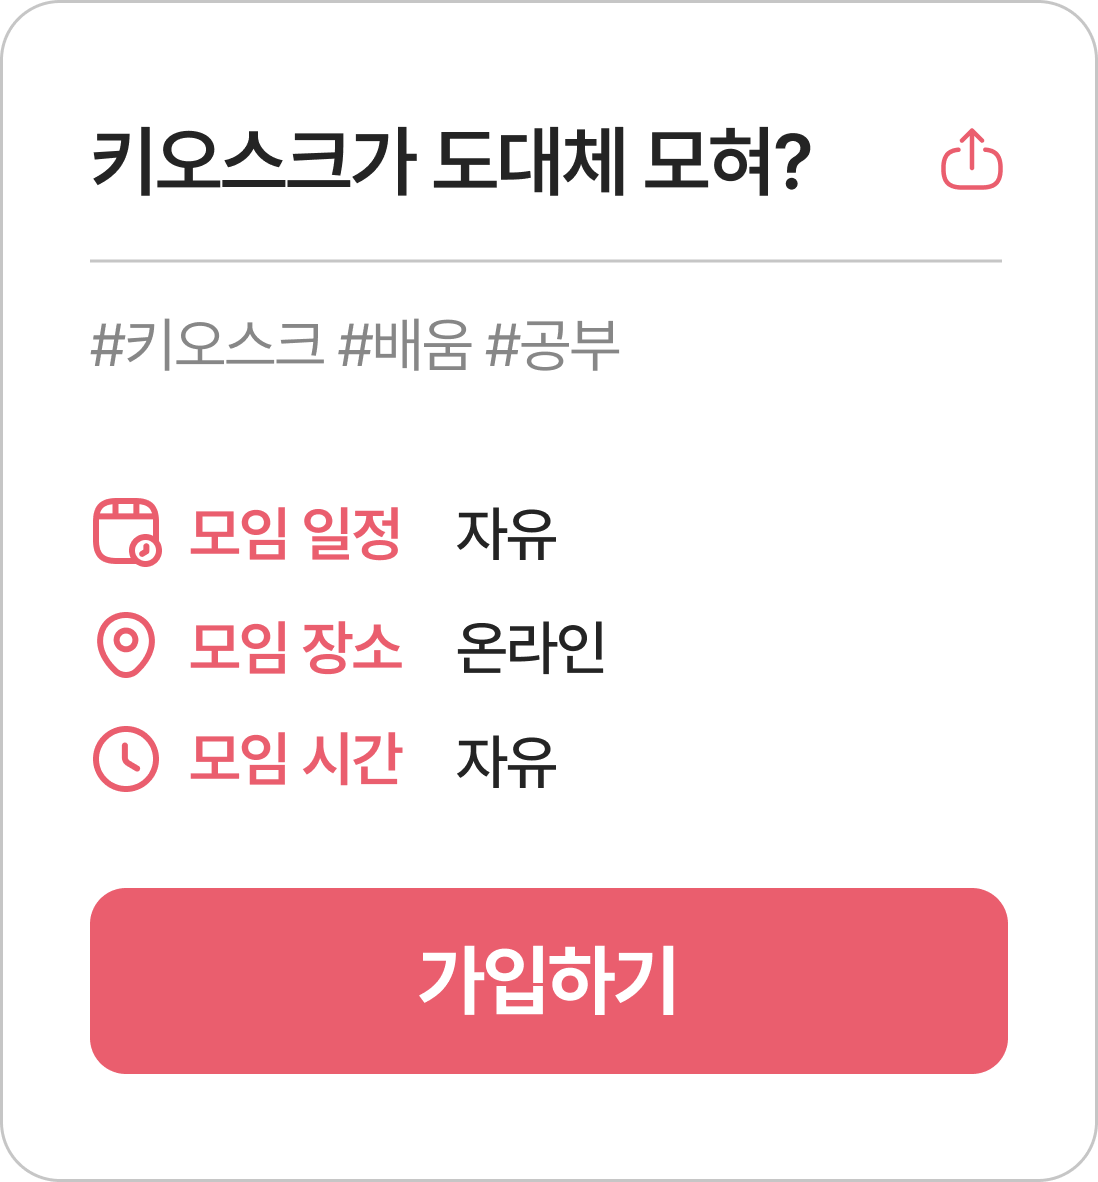 키오스크가 도대체 모혀?
#키오스크 #배움 #공부
모임 일정 자유
모임 장소 온라인
모임 시간 자유
가입하기